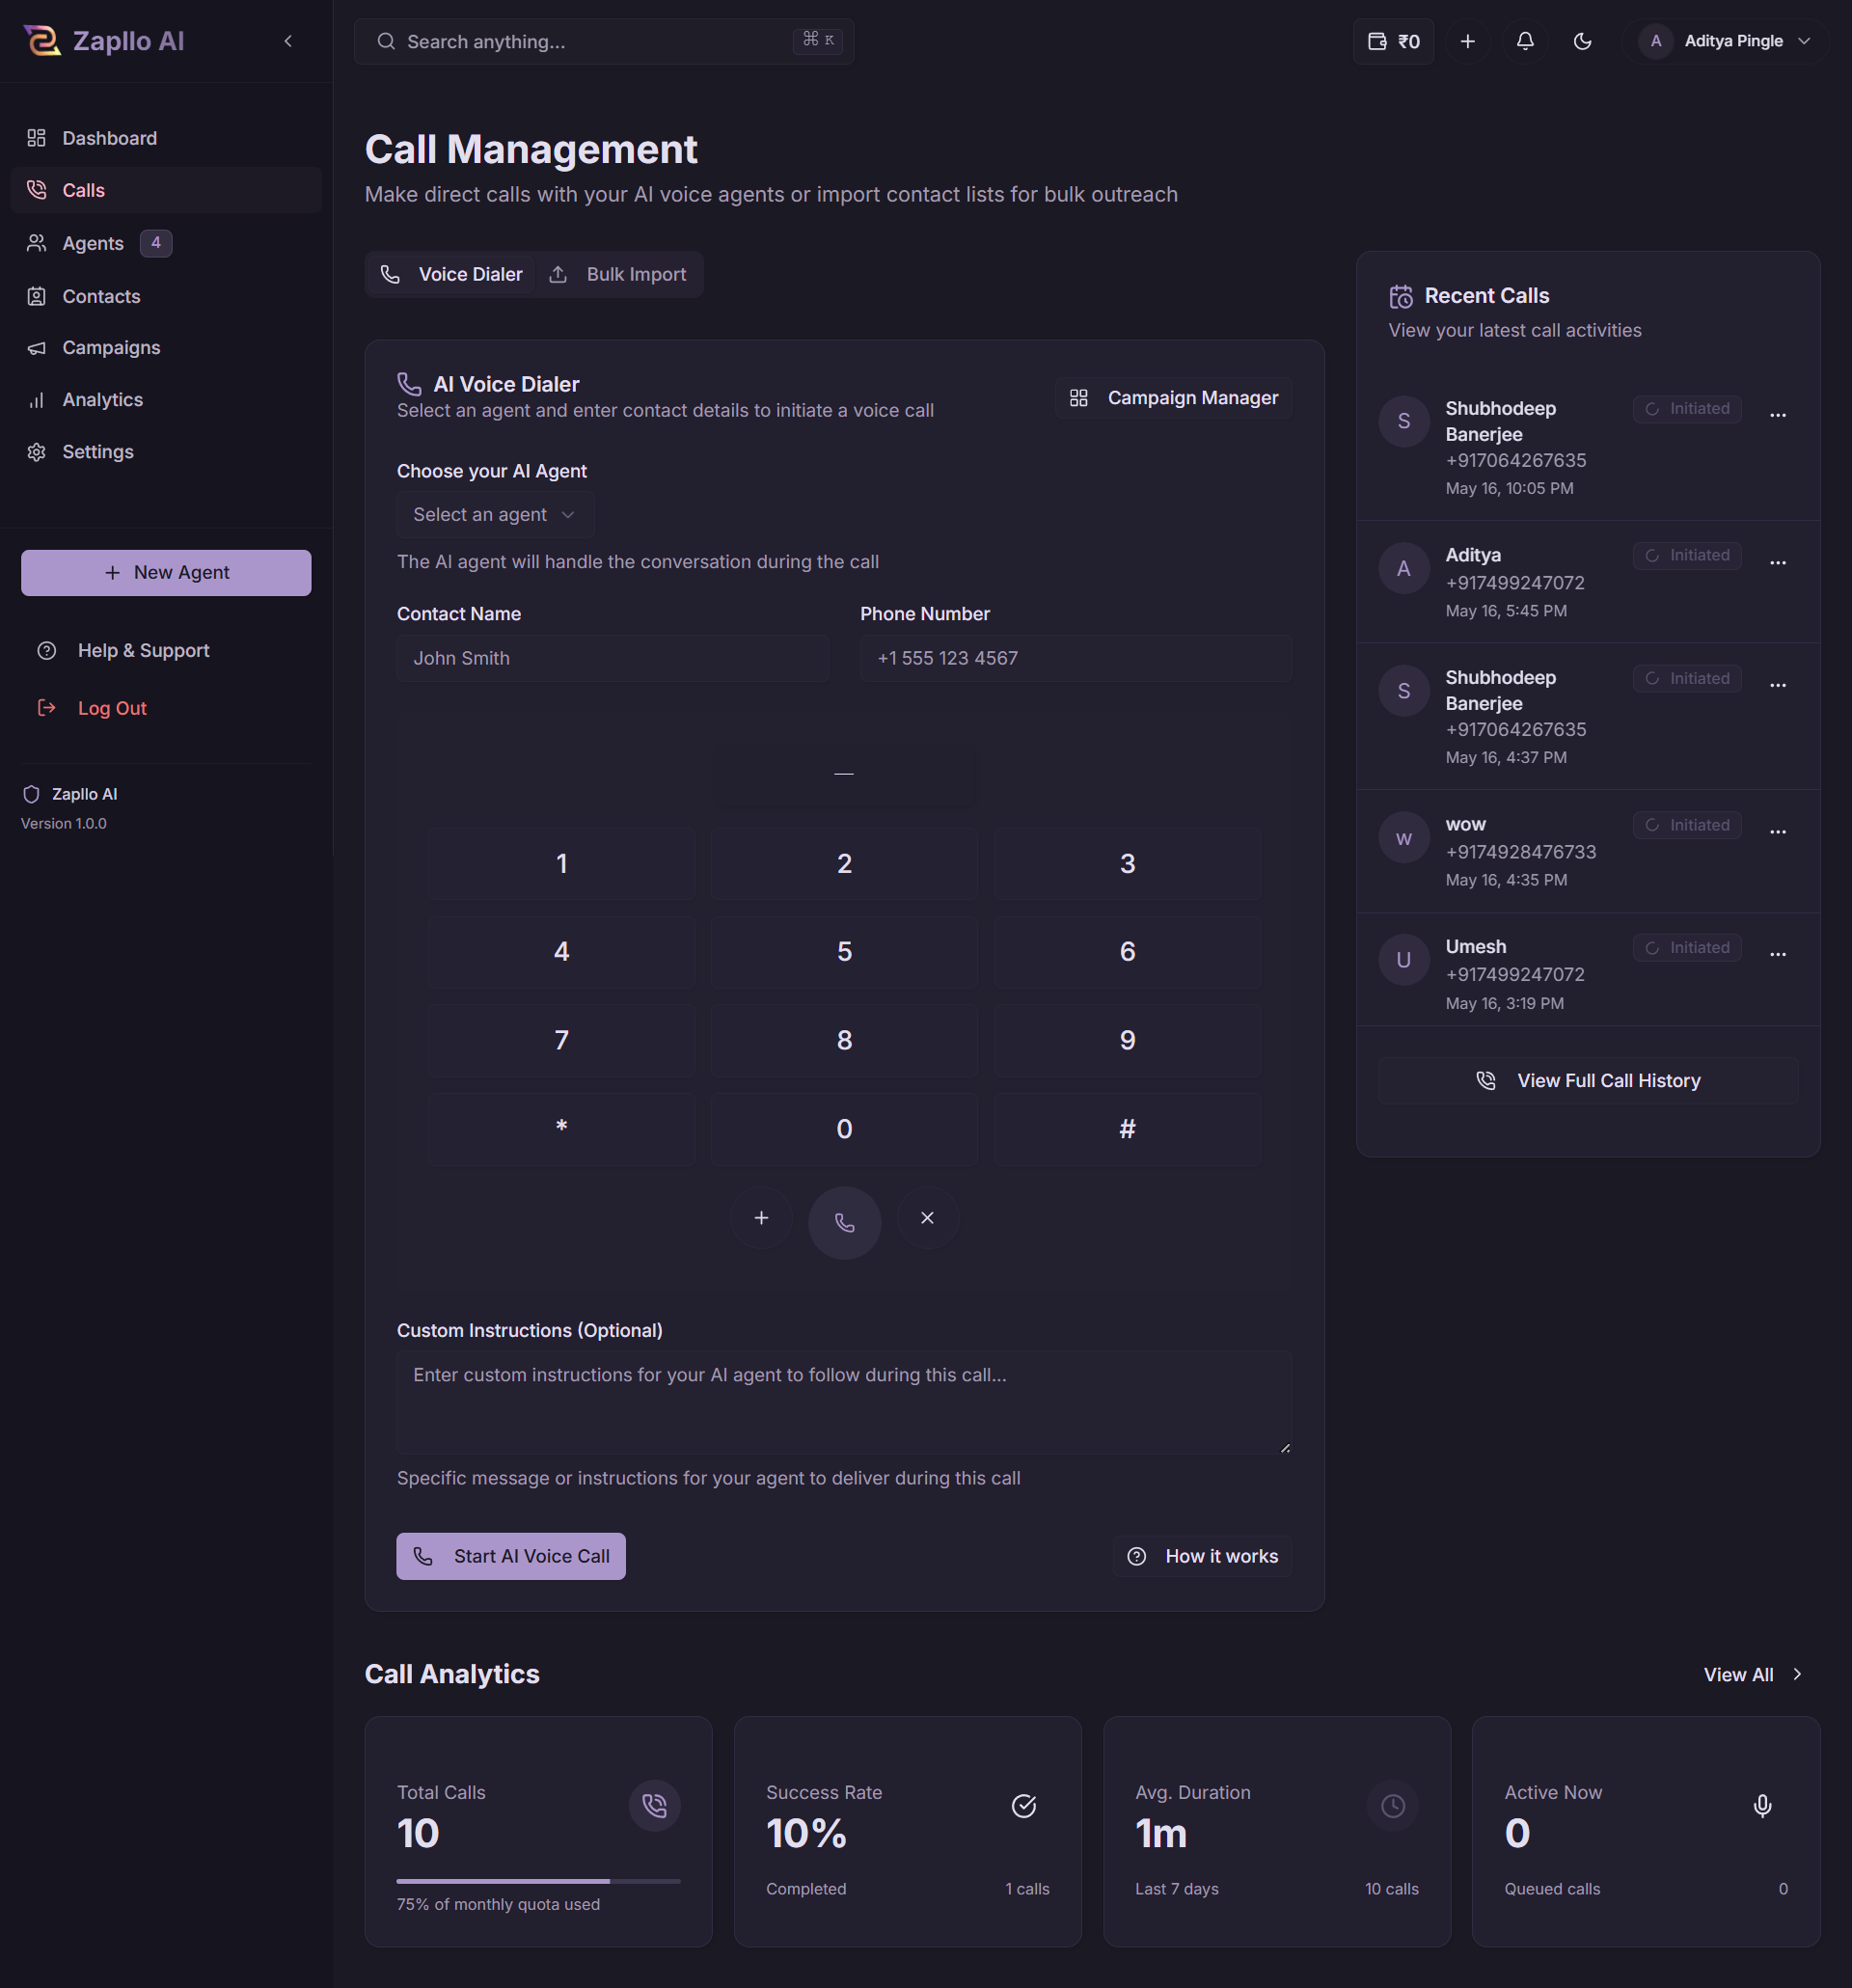 Zapllo AI
Search anything...
⌘ K
₹0
A
Aditya Pingle
Dashboard
Calls
Agents 4
Contacts
Campaigns
Analytics
Settings
New Agent
Help & Support
Log Out
Zapllo AI
Version 1.0.0
Call Management
Make direct calls with your AI voice agents or import contact lists for bulk outreach
Voice Dialer
Bulk Import
AI Voice Dialer
Select an agent and enter contact details to initiate a voice call
Campaign Manager
Choose your AI Agent
Select an agent
The AI agent will handle the conversation during the call
Contact Name
Phone Number
John Smith
+1 555 123 4567
—
1 2 3
4 5 6
7 8 9
* 0 #
Custom Instructions (Optional)
Enter custom instructions for your AI agent to follow during this call...
Specific message or instructions for your agent to deliver during this call
Start AI Voice Call
How it works
Recent Calls
View your latest call activities
S
Shubhodeep
Banerjee
+917064267635
May 16, 10:05 PM
Initiated
A
Aditya
+917499247072
May 16, 5:45 PM
Initiated
S
Shubhodeep
Banerjee
+917064267635
May 16, 4:37 PM
Initiated
w
wow
+9174928476733
May 16, 4:35 PM
Initiated
U
Umesh
+917499247072
May 16, 3:19 PM
Initiated
View Full Call History
Call Analytics
View All
Total Calls
10
75% of monthly quota used
Success Rate
10%
Completed 1 calls
Avg. Duration
1m
Last 7 days 10 calls
Active Now
0
Queued calls 0